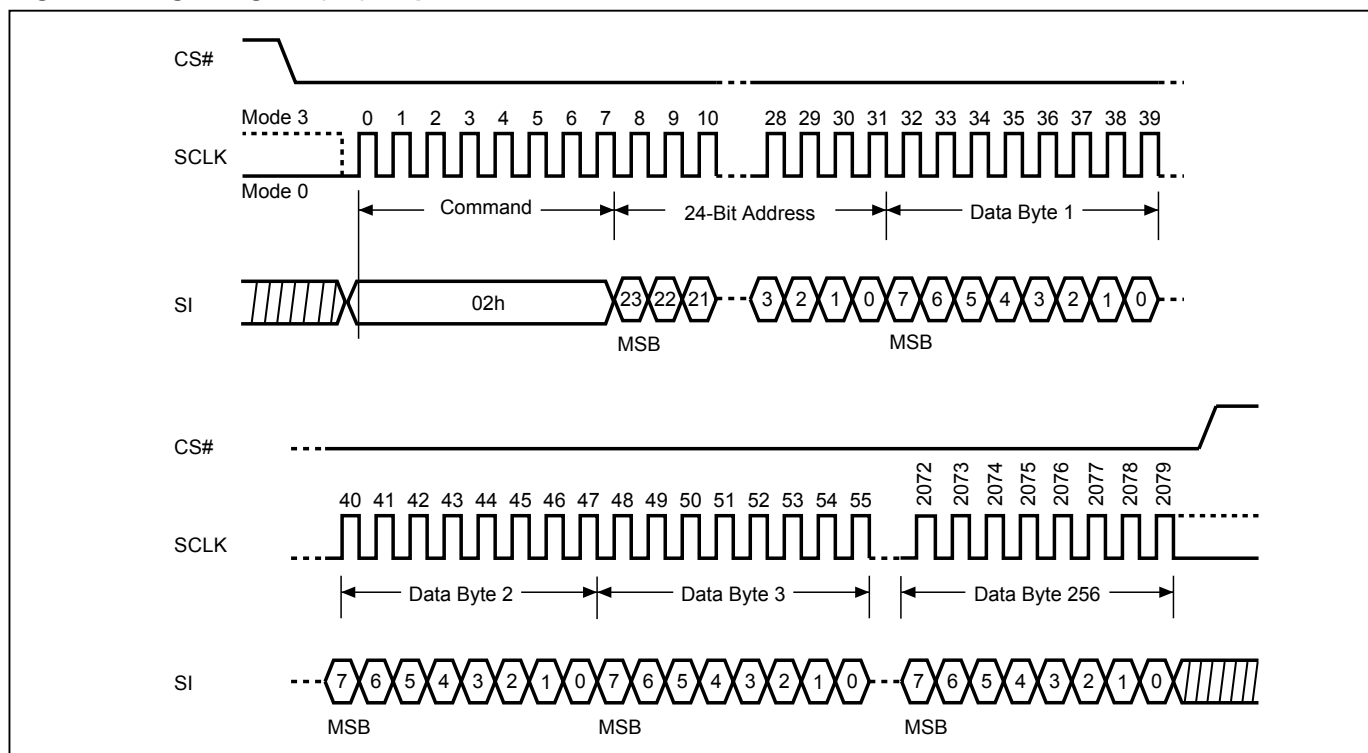 CS#
Mode 3
0 1 2 3 4 5 6 7 8 9 10 28 29 30 31 32 33 34 35 36 37 38 39
SCLK
Mode 0
Command 24-Bit Address Data Byte 1
SI 02h 23 22 21 3 2 1 0 7 6 5 4 3 2 1 0
MSB MSB
CS#
40 41 42 43 44 45 46 47 48 49 50 51 52 53 54 55 2072 2073 2074 2075 2076 2077 2078 2079
SCLK
Data Byte 2 Data Byte 3 Data Byte 256
SI 7 6 5 4 3 2 1 0 7 6 5 4 3 2 1 0 7 6 5 4 3 2 1 0
MSB MSB MSB